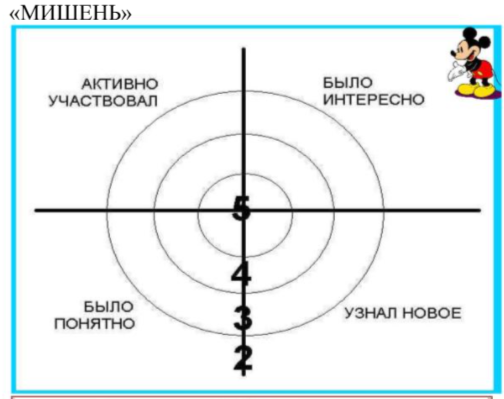 «МИШЕНЬ»
АКТИВНО
УЧАСТВОВАЛ
БЫЛО
ИНТЕРЕСНО
5
4
БЫЛО
ПОНЯТНО
3
УЗНАЛ НОВОЕ
2